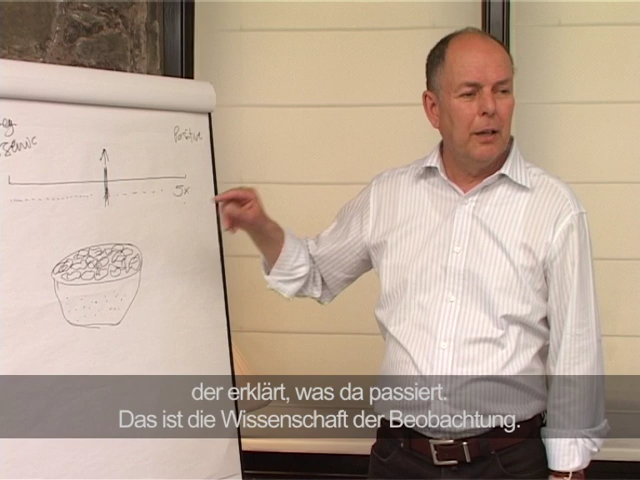 Positive
5x
der erklärt, was da passiert.
Das ist die Wissenschaft der Beobachtung.